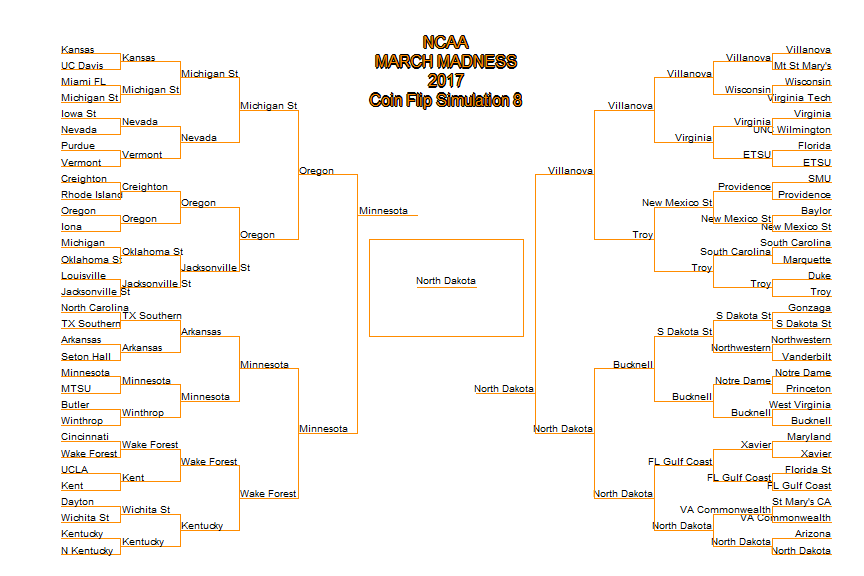 NCAA
MARCH MADNESS
2017
Coin Flip Simulation 8
Kansas
UC Davis
Miami FL
Michigan St
Iowa St
Nevada
Purdue
Vermont
Creighton
Rhode Island
Oregon
Iona
Michigan
Oklahoma St
Louisville
Jacksonville St
North Carolina
TX Southern
Arkansas
Seton Hall
Minnesota
MTSU
Butler
Winthrop
Cincinnati
Wake Forest
UCLA
Kent
Dayton
Wichita St
Kentucky
N Kentucky
Kansas
Michigan St
Nevada
Vermont
Creighton
Oregon
Oklahoma St
Jacksonville St
TX Southern
Arkansas
Minnesota
Winthrop
Wake Forest
Kent
Wichita St
Kentucky
Michigan St
Nevada
Oregon
Jacksonville St
Arkansas
Minnesota
Wake Forest
Kentucky
Michigan St
Oregon
Minnesota
Wake Forest
Oregon
Minnesota
Minnesota
North Dakota
North Dakota
Villanova
North Dakota
Villanova
Troy
Bucknell
North Dakota
Villanova
Virginia
New Mexico St
Troy
S Dakota St
Bucknell
FL Gulf Coast
North Dakota
Villanova
Wisconsin
Virginia
ETSU
Providence
New Mexico St
South Carolina
Troy
S Dakota St
Northwestern
Notre Dame
Bucknell
Xavier
FL Gulf Coast
VA Commonwealth
North Dakota
Villanova
Mt St Mary's
Wisconsin
Virginia Tech
Virginia
UNC Wilmington
Florida
ETSU
SMU
Providence
Baylor
New Mexico St
South Carolina
Marquette
Duke
Troy
Gonzaga
S Dakota St
Northwestern
Vanderbilt
Notre Dame
Princeton
West Virginia
Bucknell
Maryland
Xavier
Florida St
FL Gulf Coast
St Mary's CA
VA Commonwealth
Arizona
North Dakota